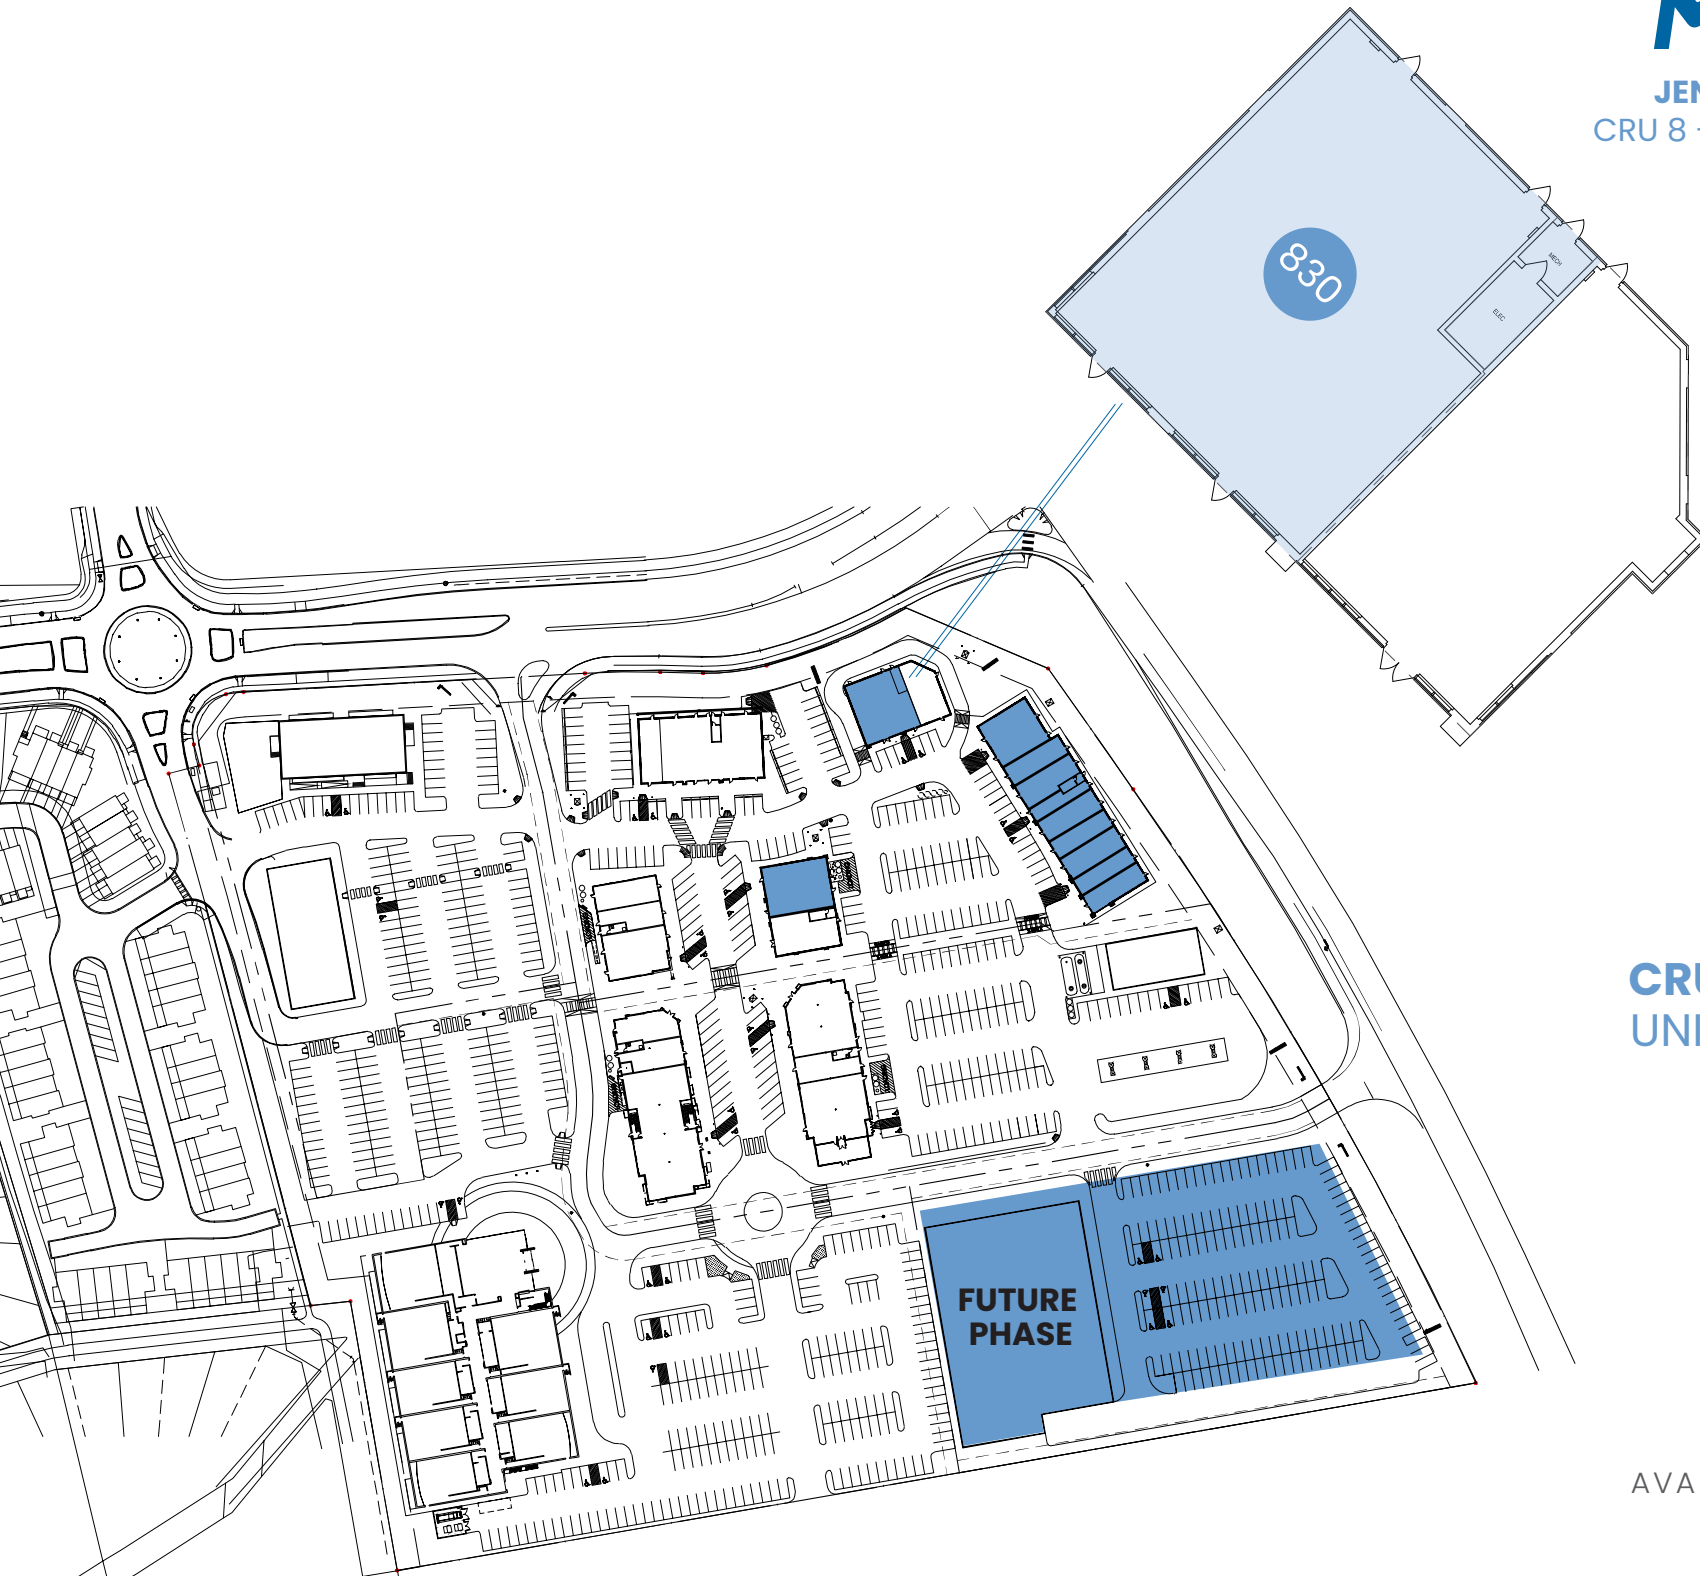 JEN
CRU 8 -
830
MECH
ELEC
CRU
UNI
FUTURE
PHASE
AVA